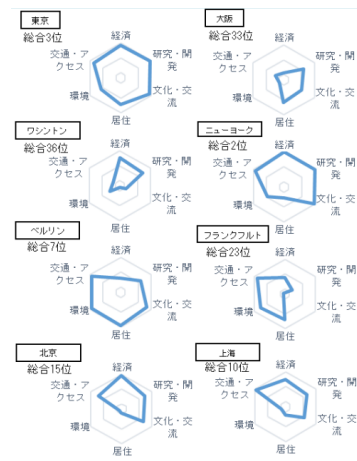 東京
総合3位
経済
研究・開
発
文化・交
流
居住
環境
交通・ア
クセス
大阪
総合33位
経済
研究・開
発
文化・交
流
居住
環境
交通・ア
クセス
ワシントン
総合36位
経済
研究・開
発
文化・交
流
居住
環境
交通・ア
クセス
ニューヨーク
総合2位
経済
研究・開
発
文化・交
流
居住
環境
交通・ア
クセス
ベルリン
総合7位
経済
研究・開
発
文化・交
流
居住
環境
交通・ア
クセス
フランクフルト
総合23位
経済
研究・開
発
文化・交
流
居住
環境
交通・ア
クセス
北京
総合15位
経済
研究・開
発
文化・交
流
居住
環境
交通・ア
クセス
上海
総合10位
経済
研究・開
発
文化・交
流
居住
環境
交通・ア
クセス